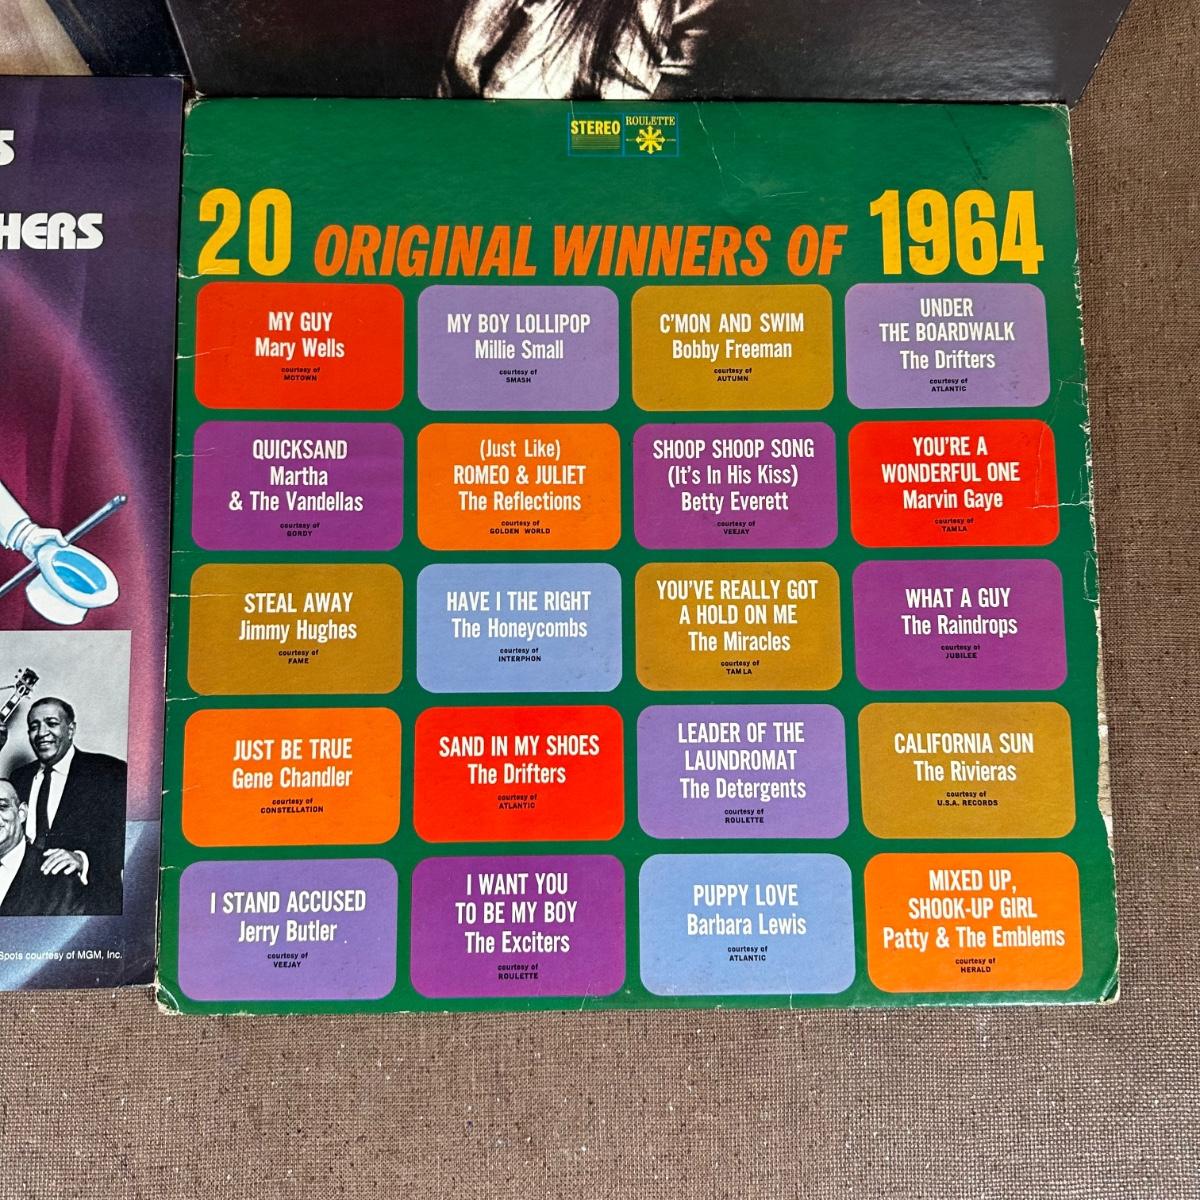 S
HERS
Spots courtesy of MGM, Inc.
STEREO
ROULETTE
20 ORIGINAL WINNERS OF 1964
MY GUY
Mary Wells
courtesy of
MOTOWN
MY BOY LOLLIPOP
Millie Small
courtesy of
SMASH
C'MON AND SWIM
Bobby Freeman
courtesy of
AUTUMN
UNDER
THE BOARDWALK
The Drifters
courtesy of
ATLANTIC
QUICKSAND
Martha
& The Vandellas
courtesy of
GORDY
(Just Like)
ROMEO & JULIET
The Reflections
courtesy of
GOLDEN WORLD
SHOOP SHOOP SONG
(It's In His Kiss)
Betty Everett
courtesy of
VEEJAY
YOU'RE A
WONDERFUL ONE
Marvin Gaye
courtesy of
TAMLA
STEAL AWAY
Jimmy Hughes
courtesy of
FAME
HAVE I THE RIGHT
The Honeycombs
courtesy of
INTERPHON
YOU'VE REALLY GOT
A HOLD ON ME
The Miracles
courtesy of
TAMLA
WHAT A GUY
The Raindrops
courtesy of
JUBILEE
JUST BE TRUE
Gene Chandler
courtesy of
CONSTELLATION
SAND IN MY SHOES
The Drifters
courtesy of
ATLANTIC
LEADER OF THE
LAUNDROMAT
The Detergents
courtesy of
ROULETTE
CALIFORNIA SUN
The Rivieras
courtesy of
U.S.A. RECORDS
I STAND ACCUSED
Jerry Butler
courtesy of
VEEJAY
I WANT YOU
TO BE MY BOY
The Exciters
courtesy of
ROULETTE
PUPPY LOVE
Barbara Lewis
courtesy of
ATLANTIC
MIXED UP,
SHOOK-UP GIRL
Patty & The Emblems
courtesy of
HERALD